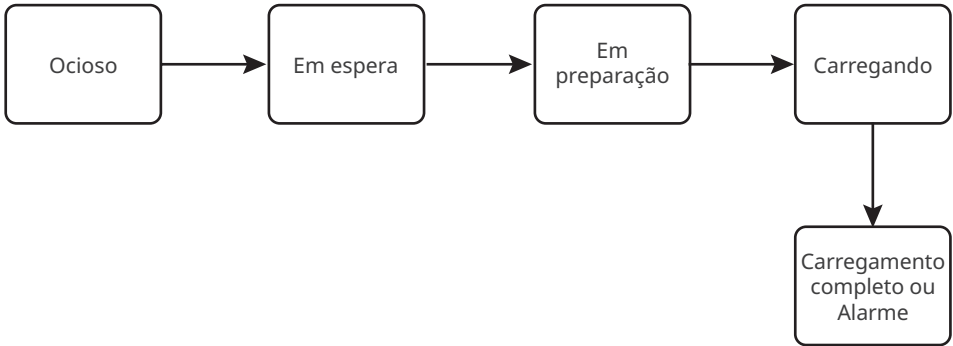 Ocioso
Em espera
Em
preparação
Carregando
Carregamento
completo ou
Alarme